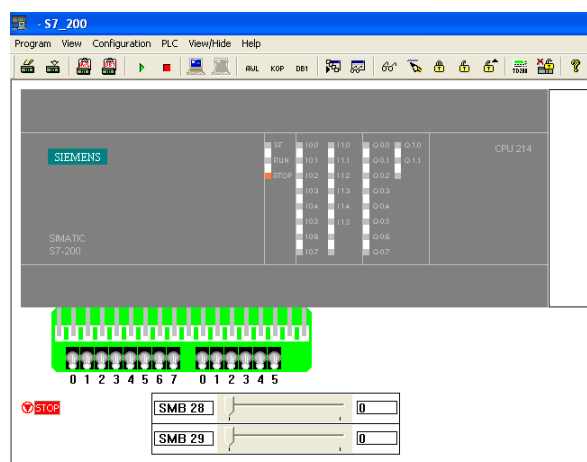 - S7_200
Program View Configuration PLC View/Hide Help
AWL KOP DB1 TD200
SIEMENS
SF I0.0 I1.0 Q0.0 Q1.0 CPU 214
RUN I0.1 I1.1 Q0.1 Q1.1
STOP I0.2 I1.2 Q0.2
I0.3 I1.3 Q0.3
I0.4 I1.4 Q0.4
I0.5 I1.5 Q0.5
SIMATIC I0.6 Q0.6
S7-200 I0.7 Q0.7
0 1 2 3 4 5 6 7 0 1 2 3 4 5
STOP SMB 28 0
SMB 29 0